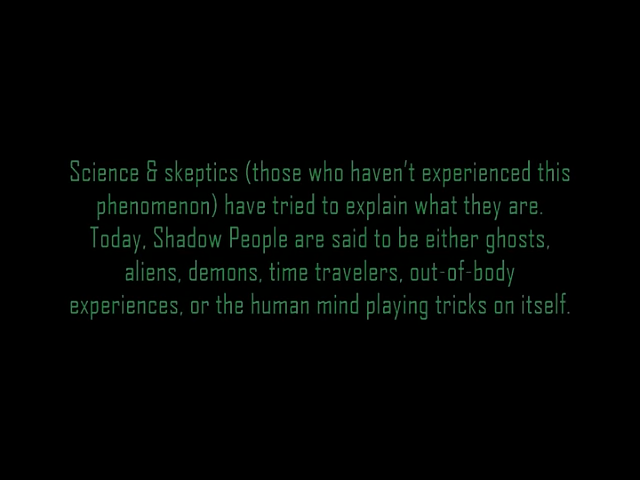 Science & skeptics (those who haven't experienced this
phenomenon) have tried to explain what they are.
Today, Shadow People are said to be either ghosts,
aliens, demons, time travelers, out-of-body
experiences, or the human mind playing tricks on itself.